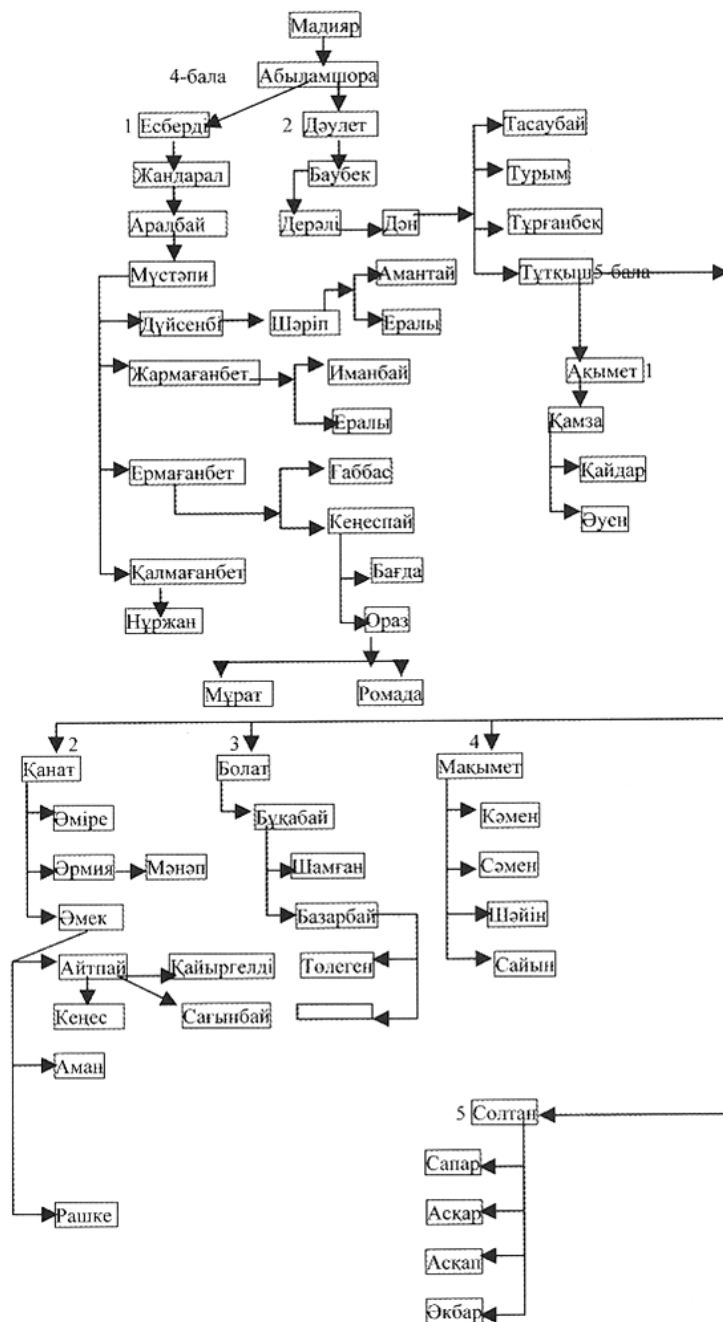 Мадияр
4-бала Абыламшора
1 Есберді 2 Дәулет Тасаубай
Жандарал Баубек Турым
Аралбай Дерәлі Дән Тұрғанбек
Мүстәпи Амантай Тұтқыш 5-бала
Дүйсенбі Шәріп Ералы
Жармағанбет Иманбай Ақымет 1
Ералы Қамза
Ермағанбет Ғаббас Қайдар
Кеңеспай Әуен
Қалмағанбет Бағда
Нұржан Ораз
Мұрат Ромада
2 3 4
Қанат Болат Мақымет
Әміре Бұқабай Кәмен
Әрмия Мәнәп Шамған Сәмен
Әмек Базарбай Шәйін
Айтпай Қайыргелді Төлеген Сайын
Кеңес Сағынбай
Аман
5 Солтан
Сапар
Рашке Асқар
Асқап
Әкбар